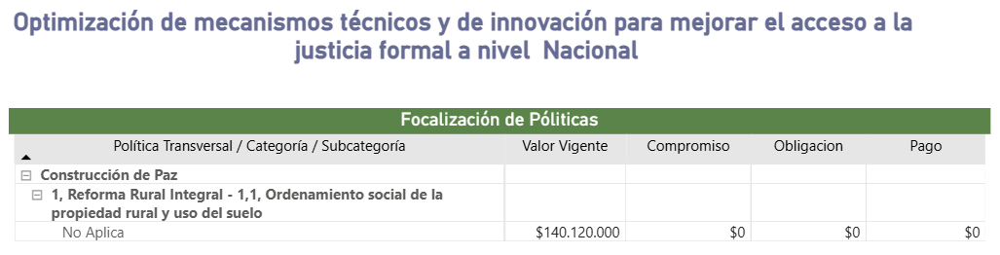 Optimización de mecanismos técnicos y de innovación para mejorar el acceso a la
justicia formal a nivel Nacional
Focalización de Póliticas
Política Transversal / Categoría / Subcategoría Valor Vigente Compromiso Obligacion Pago
Construcción de Paz
1, Reforma Rural Integral - 1,1, Ordenamiento social de la
propiedad rural y uso del suelo
No Aplica $140.120.000 $0 $0 $0